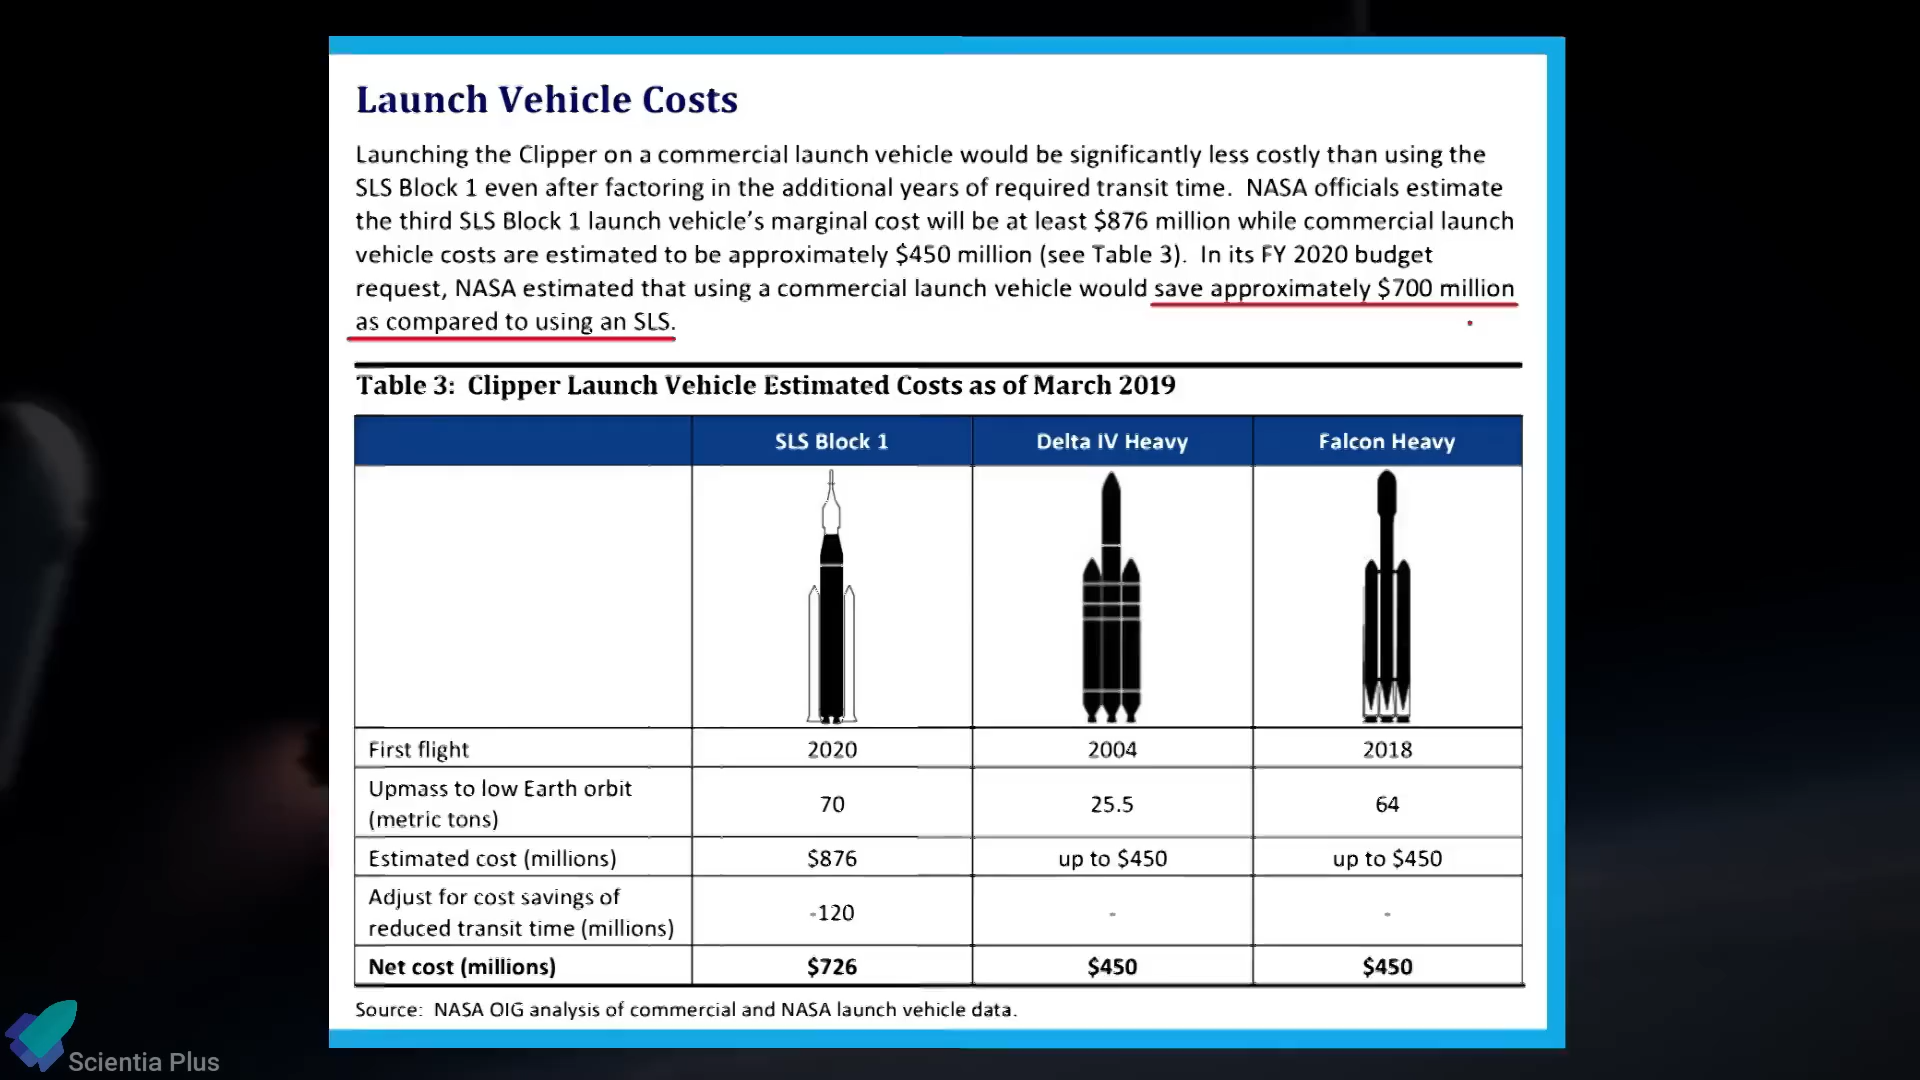 Launch Vehicle Costs
Launching the Clipper on a commercial launch vehicle would be significantly less costly than using the
SLS Block 1 even after factoring in the additional years of required transit time. NASA officials estimate
the third SLS Block 1 launch vehicle's marginal cost will be at least $876 million while commercial launch
vehicle costs are estimated to be approximately $450 million (see Table 3). In its FY 2020 budget
request, NASA estimated that using a commercial launch vehicle would save approximately $700 million
as compared to using an SLS.
Table 3: Clipper Launch Vehicle Estimated Costs as of March 2019
SLS Block 1 Delta IV Heavy Falcon Heavy
First flight 2020 2004 2018
Upmass to low Earth orbit
(metric tons) 70 25.5 64
Estimated cost (millions) $876 up to $450 up to $450
Adjust for cost savings of
reduced transit time (millions) -120 - -
Net cost (millions) $726 $450 $450
Source: NASA OIG analysis of commercial and NASA launch vehicle data.
Scientia Plus